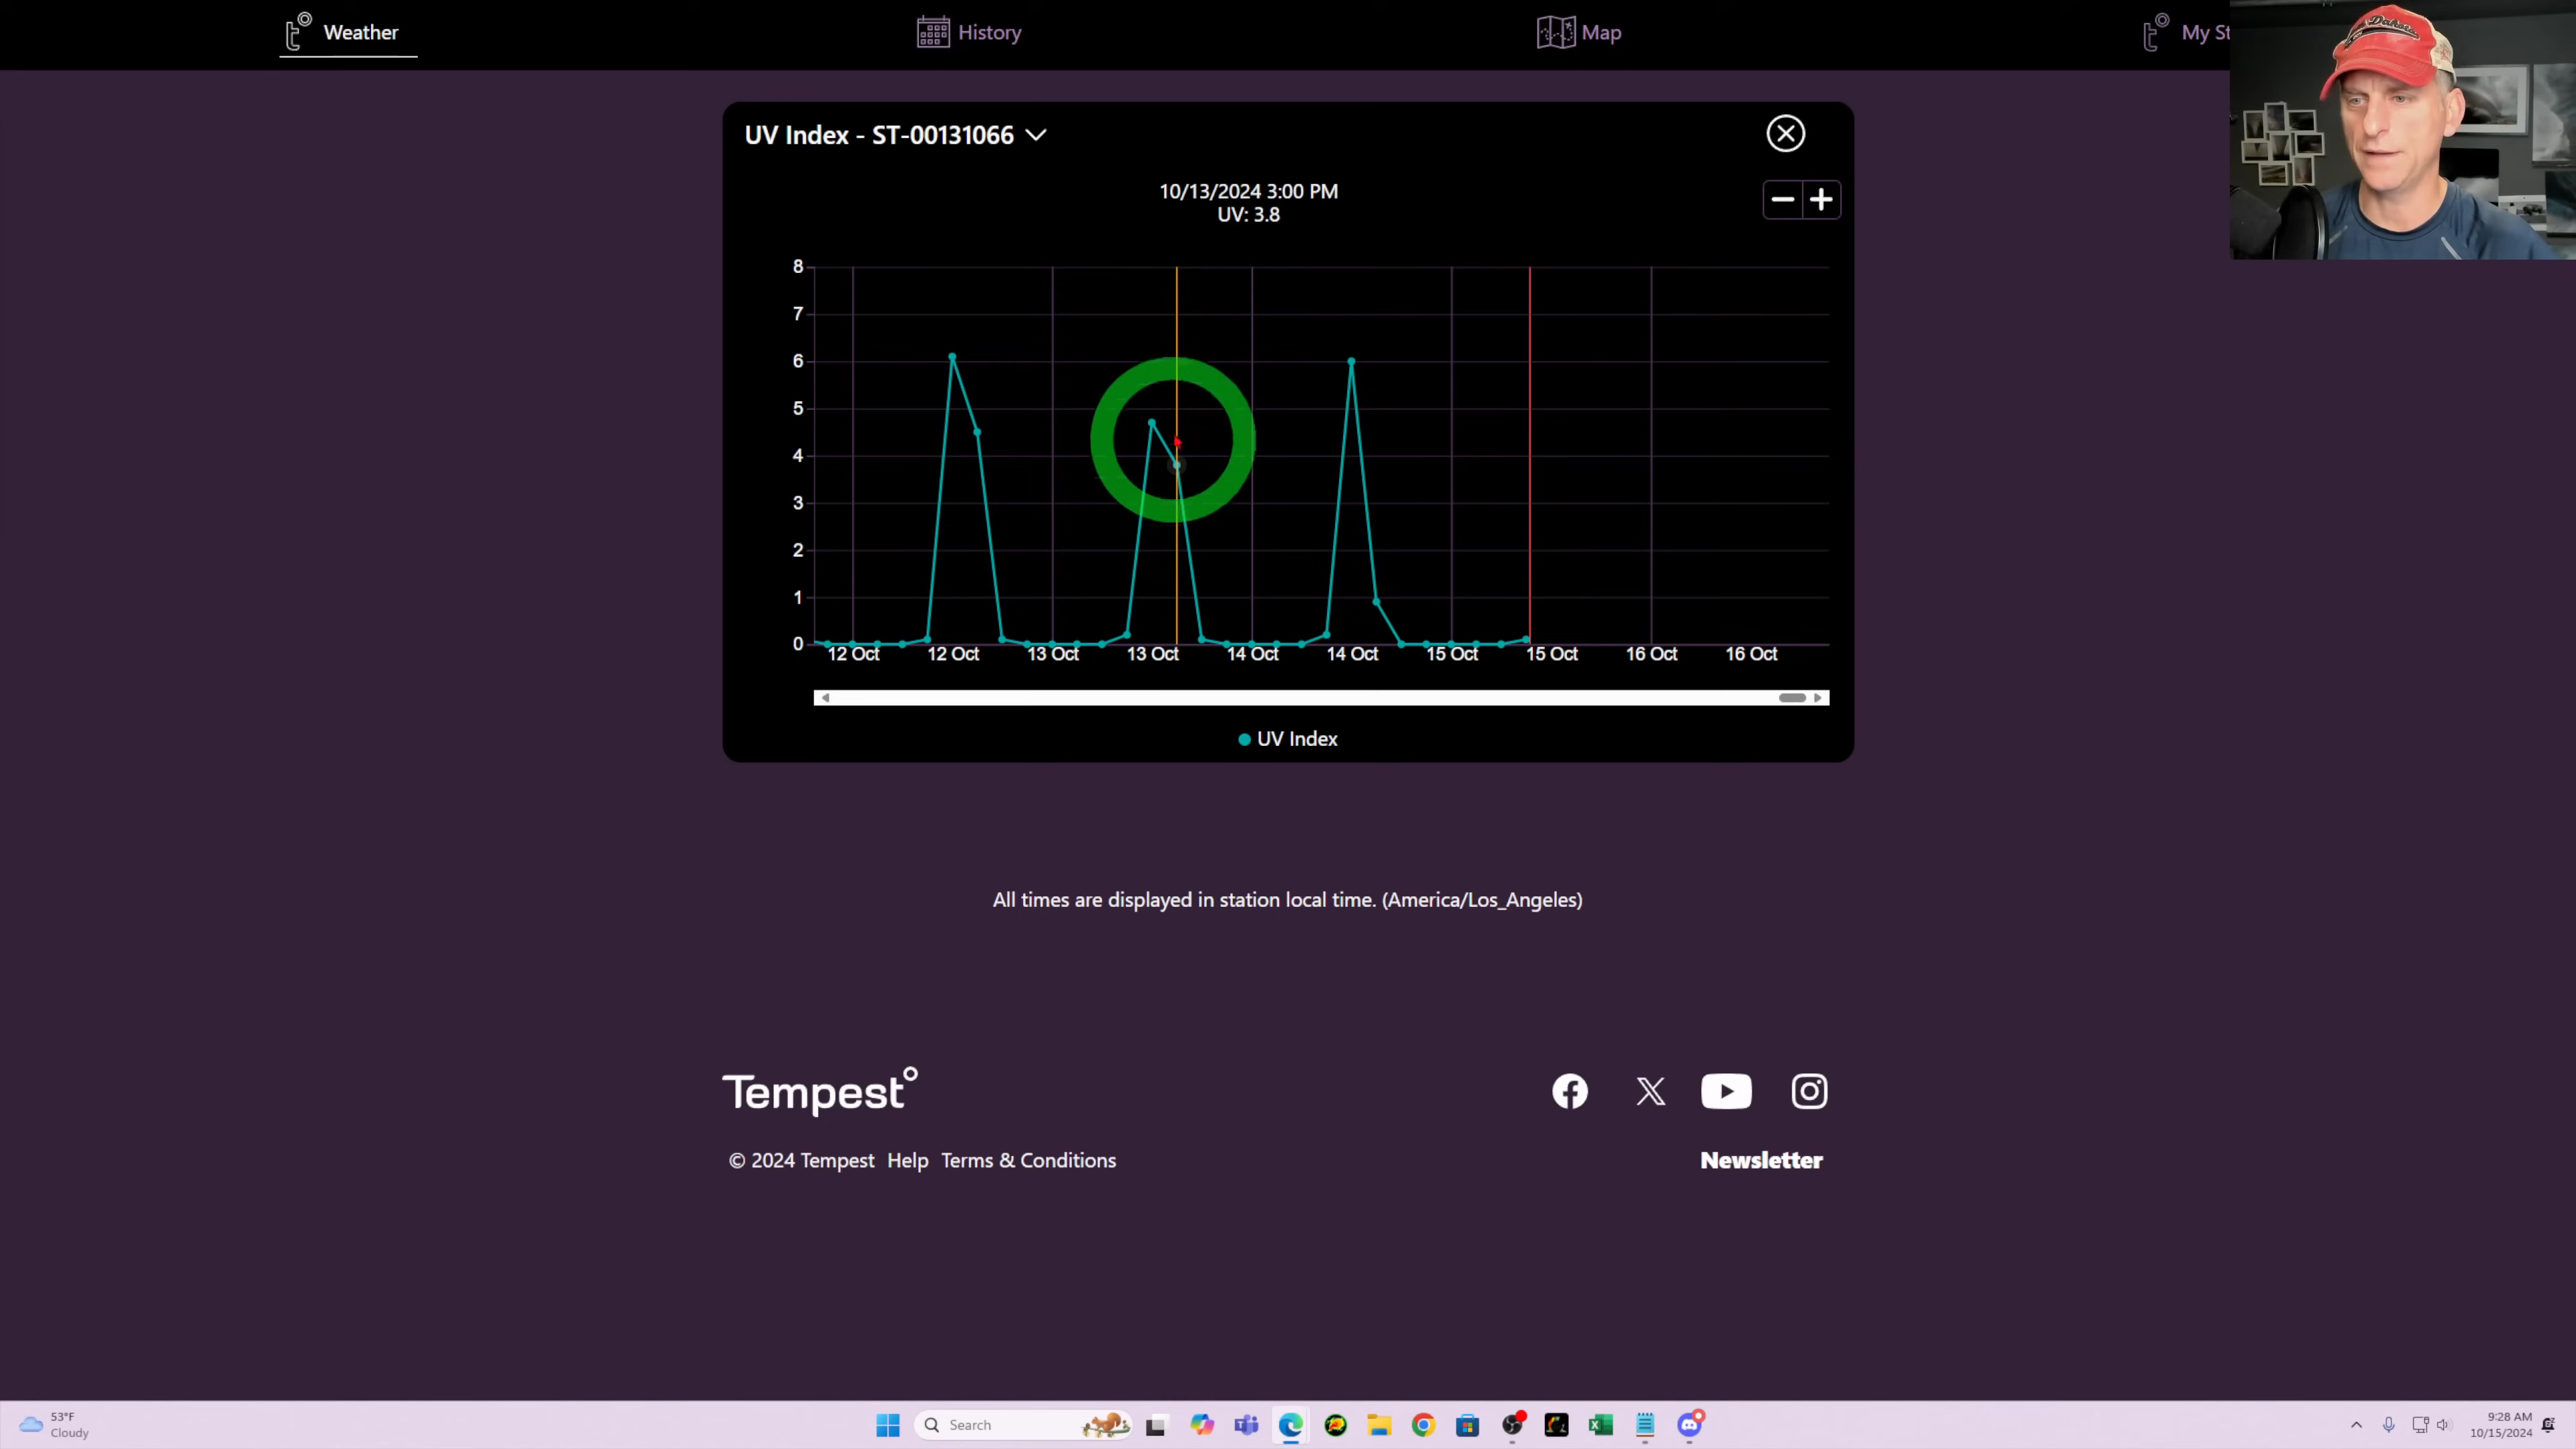 Weather
History
Map
My St
UV Index - ST-00131066
10/13/2024 3:00 PM
UV: 3.8
8
7
6
5
4
3
2
1
0
12 Oct 12 Oct 13 Oct 13 Oct 14 Oct 14 Oct 15 Oct 15 Oct 16 Oct 16 Oct
UV Index
All times are displayed in station local time. (America/Los_Angeles)
Tempest°
© 2024 Tempest Help Terms & Conditions
Newsletter
53°F
Cloudy
Search
9:28 AM
10/15/2024